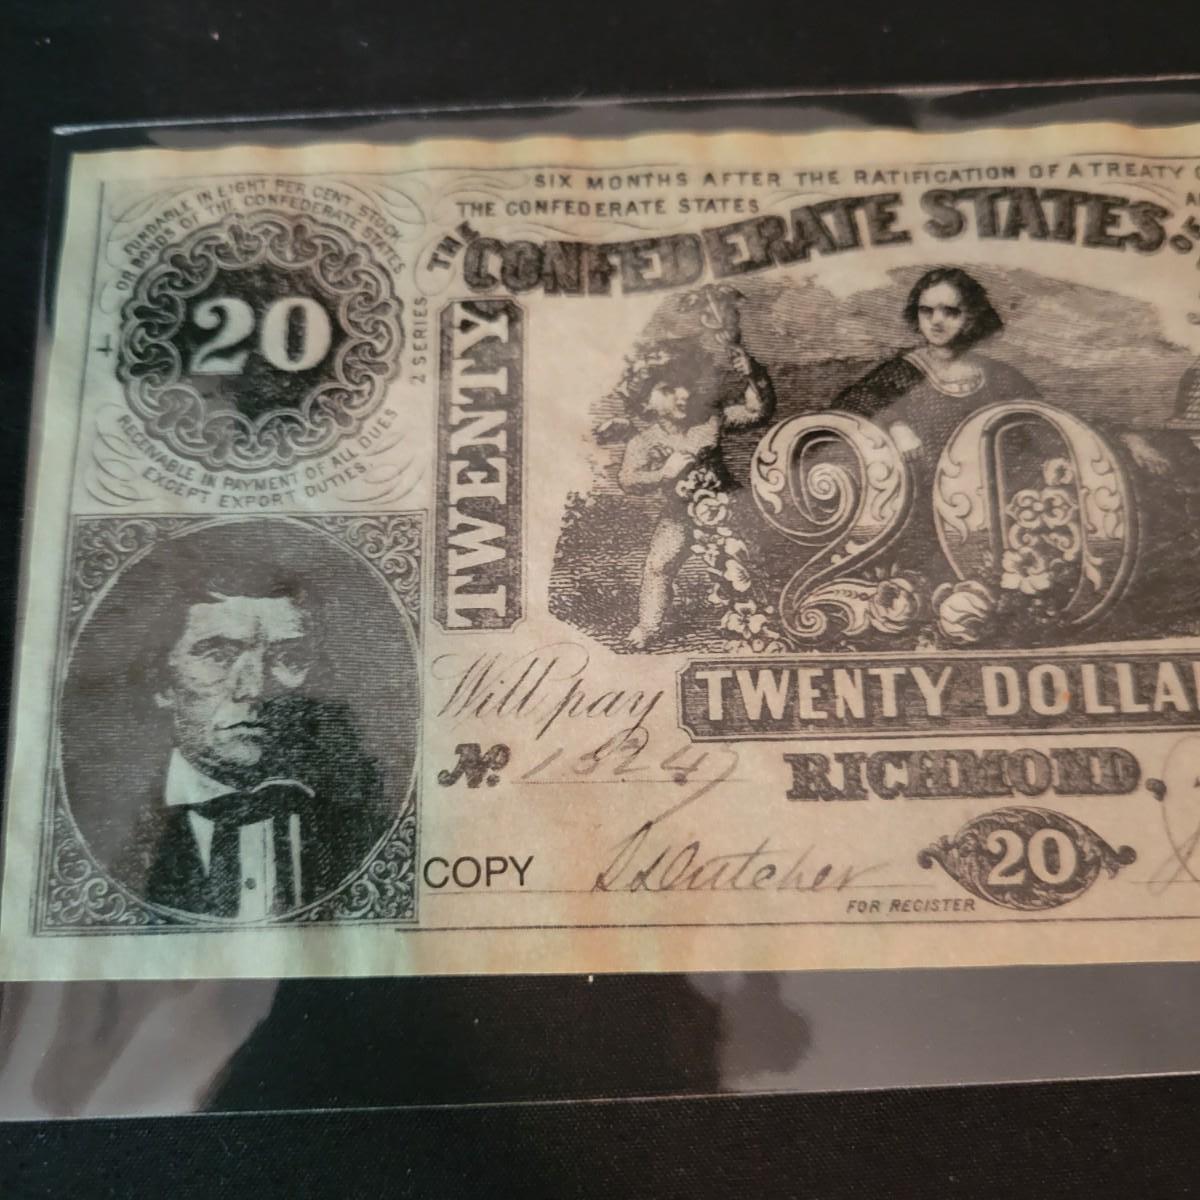 SIX MONTHS AFTER THE RATIFICATION OF A TREATY
THE CONFEDERATE STATES
THE CONFEDERATE STATES
FUNDABLE IN EIGHT PER CENT STOCK
OR BONDS OF THE CONFEDERATE STATES
20
RECEIVABLE IN PAYMENT OF ALL DUES
EXCEPT EXPORT DUTIES.
2 SERIES
TWENTY
20
Will pay
TWENTY DOLLA
No.
RICHMOND,
COPY
20
FOR REGISTER